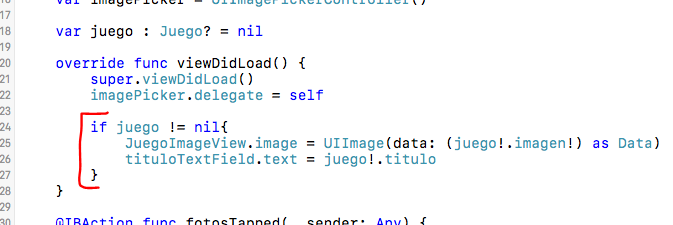 var imagePicker = UIImagePickerController()
17
18 var juego : Juego? = nil
19
20 override func viewDidLoad() {
21 super.viewDidLoad()
22 imagePicker.delegate = self
23
24 if juego != nil{
25 JuegoImageView.image = UIImage(data: (juego!.imagen!) as Data)
26 tituloTextField.text = juego!.titulo
27 }
28 }
29
30 @IBAction func fotosTapped(_ sender: Any) {